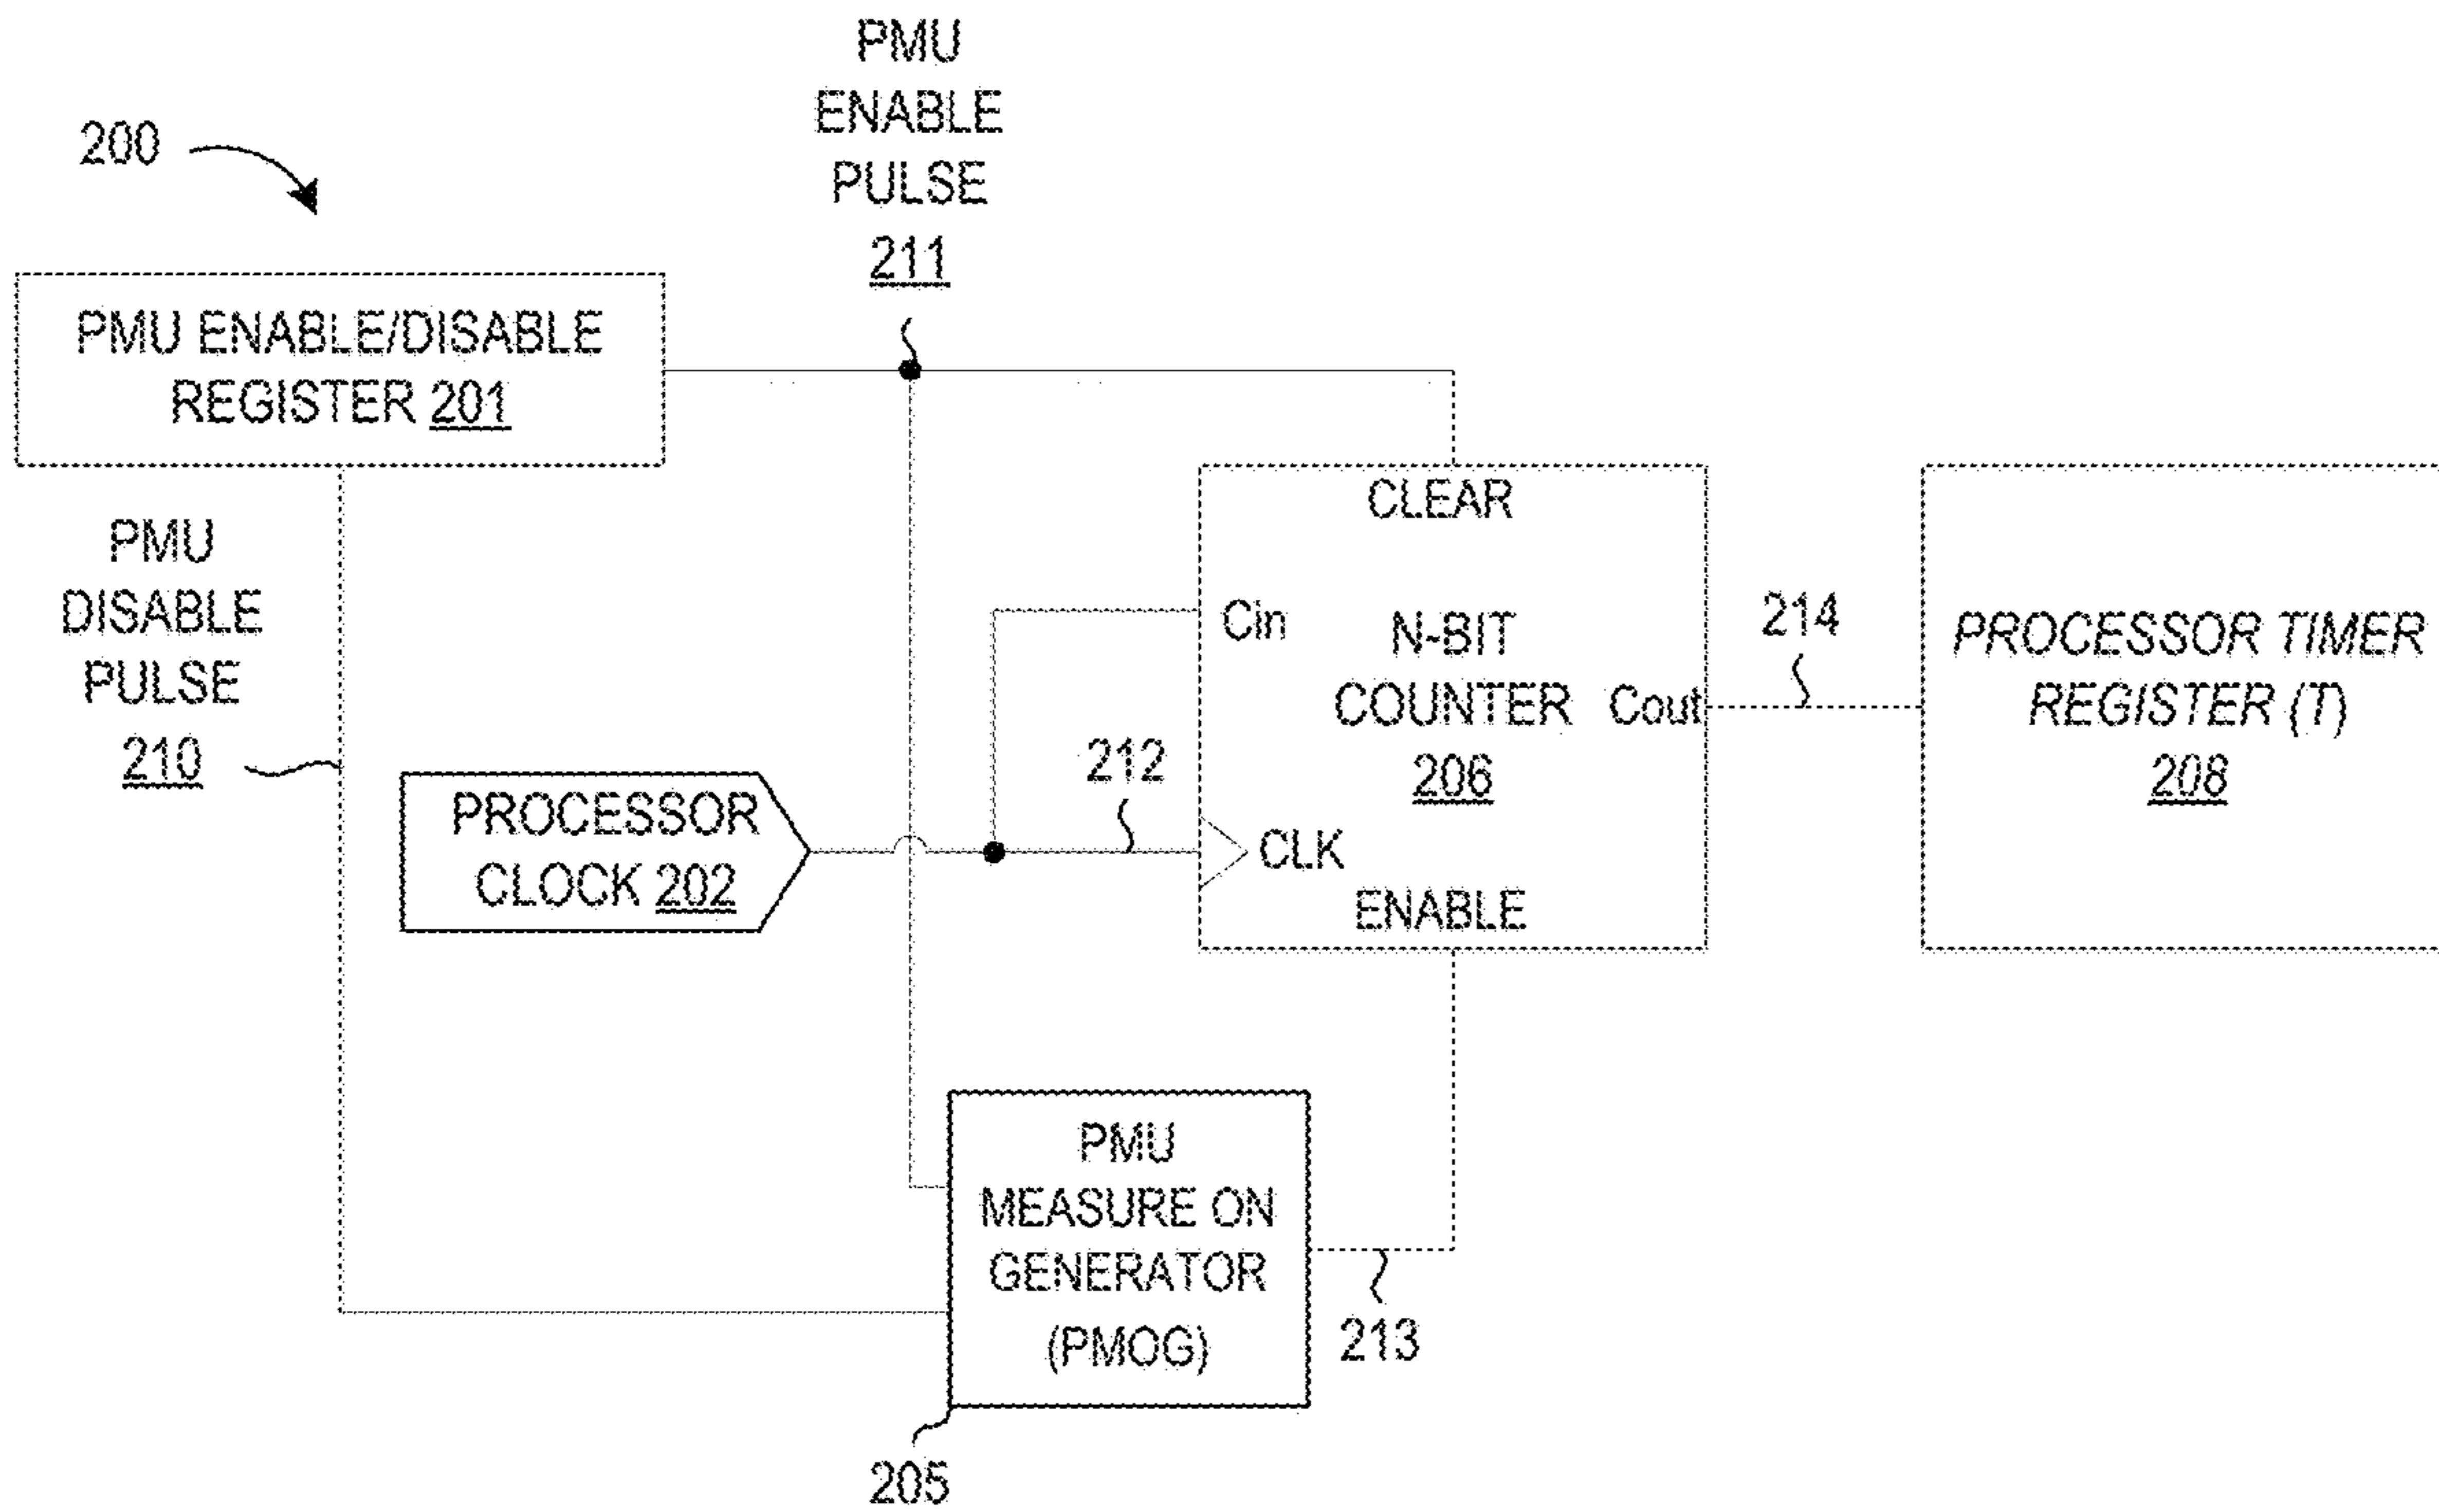 PMU
ENABLE
PULSE
211
200
PMU ENABLE/DISABLE
REGISTER 201
PMU
DISABLE
PULSE
210
CLEAR
Cin
N-BIT
COUNTER
206
Cout
CLK
ENABLE
214
PROCESSOR TIMER
REGISTER (T)
208
212
PROCESSOR
CLOCK 202
PMU
MEASURE ON
GENERATOR
(PMOG)
213
205